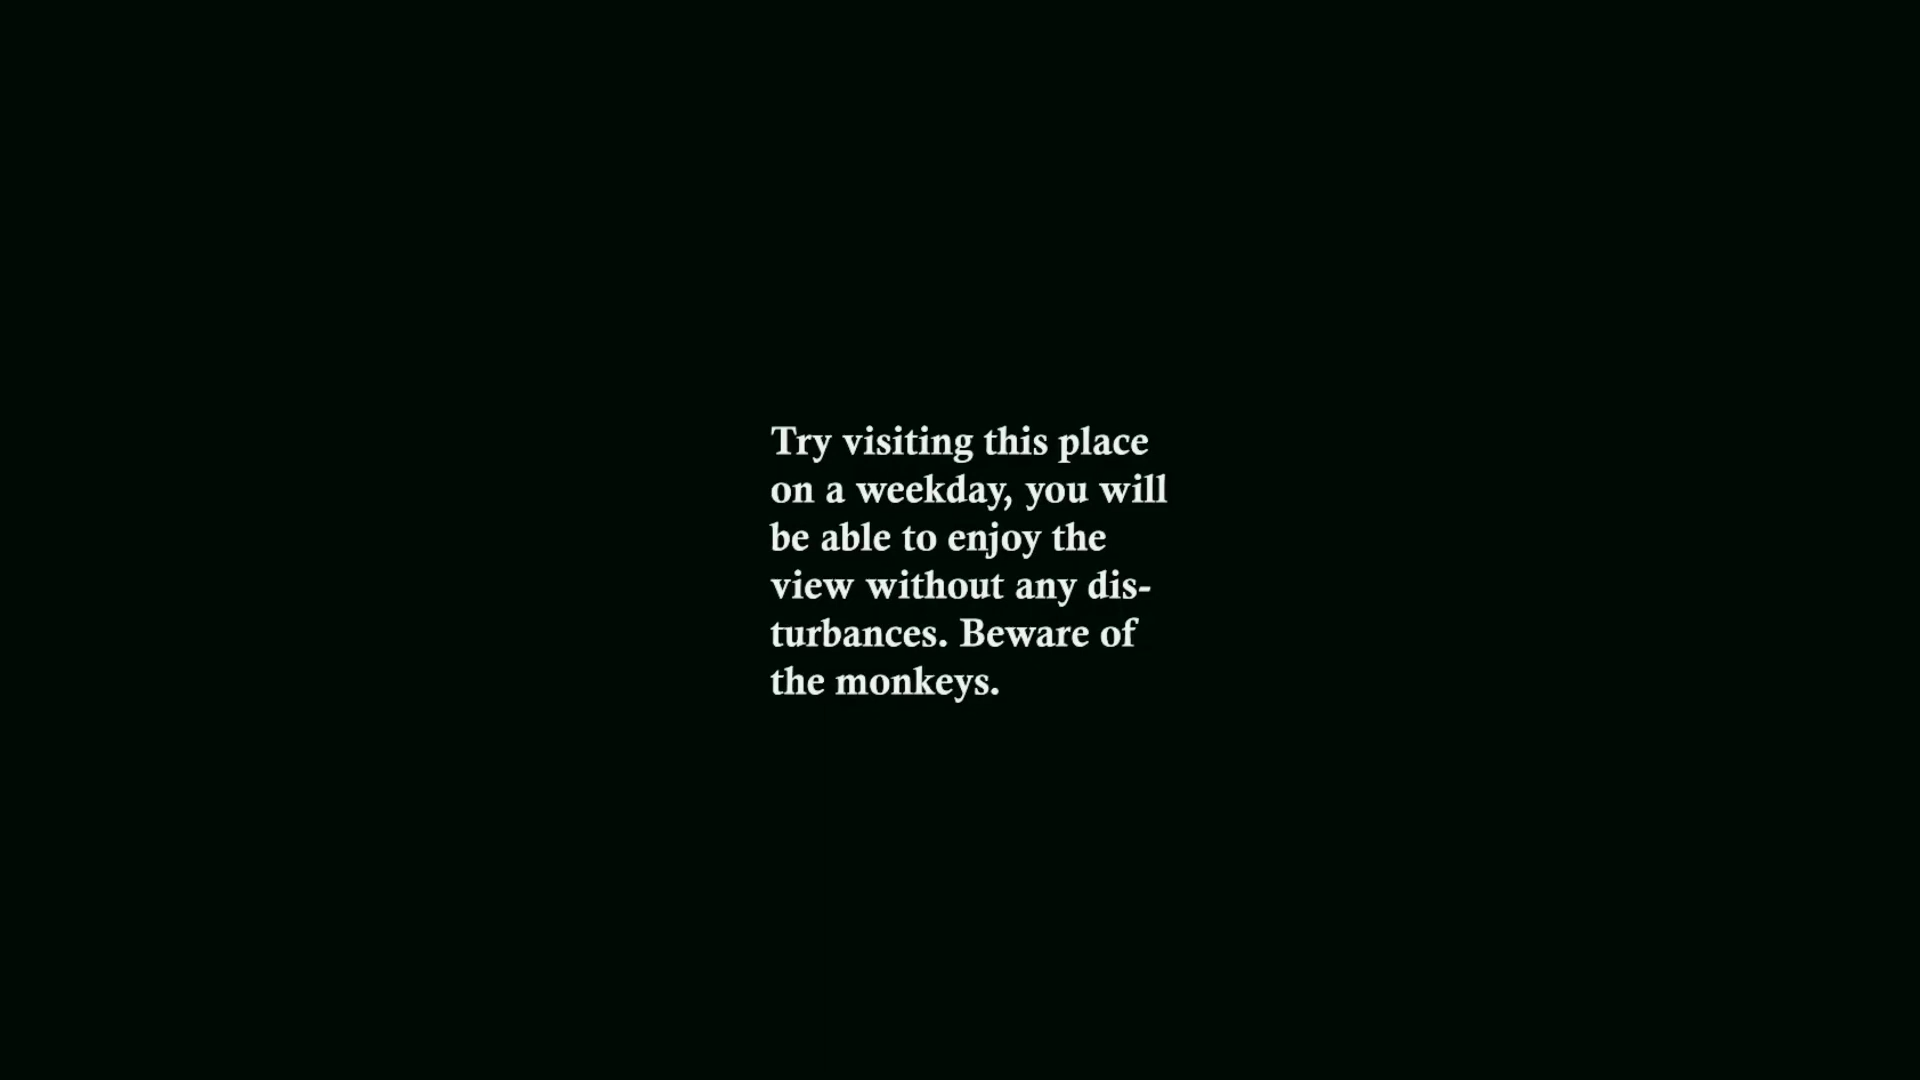 Try visiting this place
on a weekday, you will
be able to enjoy the
view without any dis-
turbances. Beware of
the monkeys.